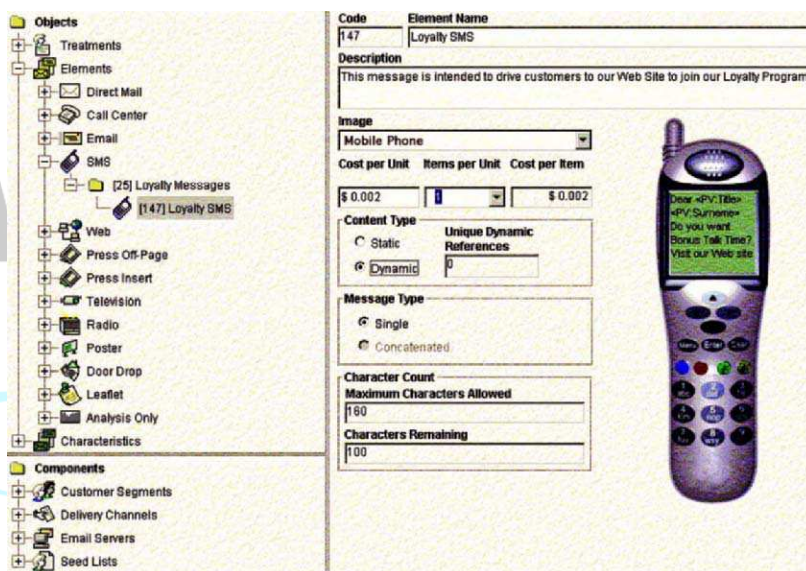 Objects
Treatments
Elements
Direct Mail
Call Center
Email
SMS
[25] Loyalty Messages
[147] Loyalty SMS
Web
Press Off-Page
Press Insert
Television
Radio
Poster
Door Drop
Leaflet
Analysis Only
Characteristics
Components
Customer Segments
Delivery Channels
Email Servers
Seed Lists
Code Element Name
147 Loyalty SMS
Description
This message is intended to drive customers to our Web Site to join our Loyalty Program
Image
Mobile Phone
Cost per Unit Items per Unit Cost per Item
$ 0.002 1 $ 0.002
Content Type
Static
Dynamic
Unique Dynamic
References
0
Message Type
Single
Concatenated
Character Count
Maximum Characters Allowed
160
Characters Remaining
100
Dear <PV:Title>
<PV:Surname>
Do you want
Bonus Talk Time?
Visit our Web site
Menu Enter Clear